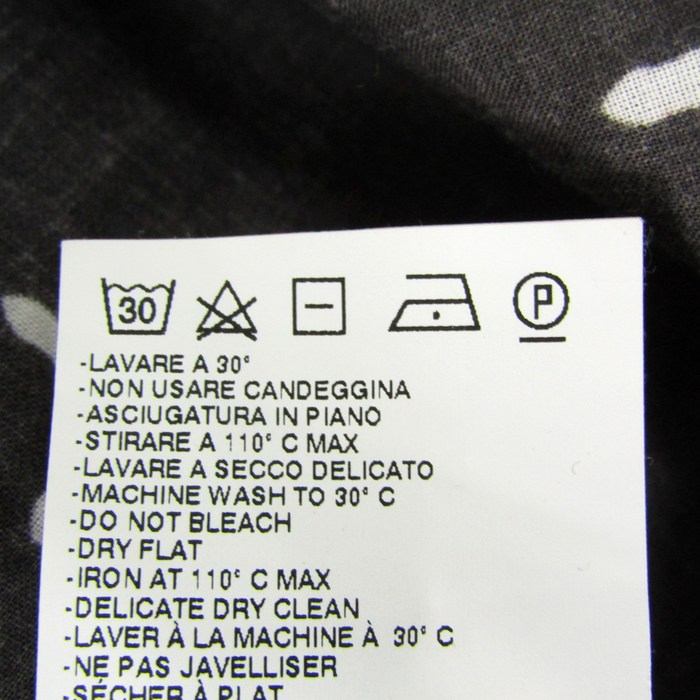 30 P
-LAVARE A 30°
-NON USARE CANDEGGINA
-ASCIUGATURA IN PIANO
-STIRARE A 110° C MAX
-LAVARE A SECCO DELICATO
-MACHINE WASH TO 30° C
-DO NOT BLEACH
-DRY FLAT
-IRON AT 110° C MAX
-DELICATE DRY CLEAN
-LAVER À LA MACHINE À 30° C
-NE PAS JAVELLISER
-SÉCHER À PLAT